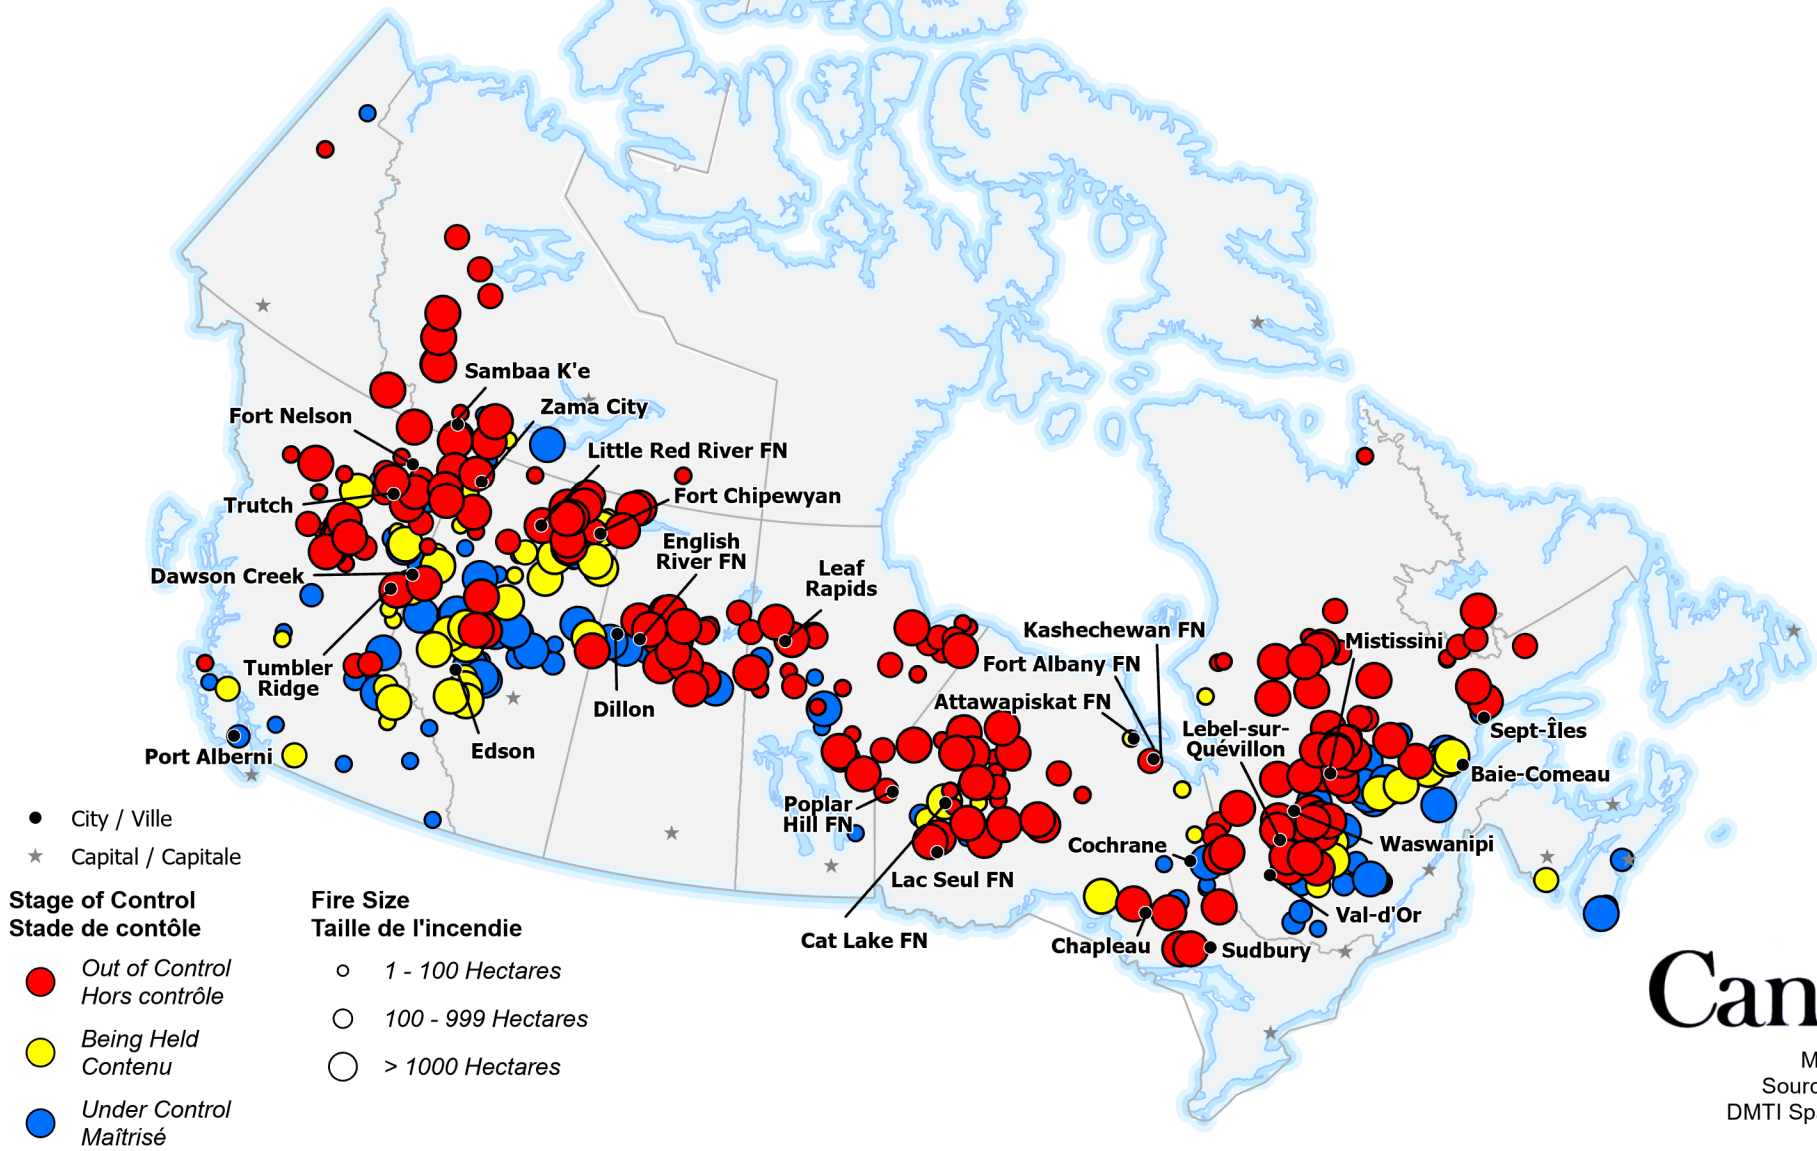 Sambaa K'e
Zama City
Fort Nelson
Little Red River FN
Fort Chipewyan
Trutch
English
River FN
Leaf
Rapids
Dawson Creek
Kashechewan FN
Mistissini
Fort Albany FN
Tumbler
Ridge
Attawapiskat FN
Dillon
Lebel-sur-
Quévillon
Sept-Îles
Edson
Port Alberni
Baie-Comeau
Poplar
Hill FN
City / Ville
Capital / Capitale
Cochrane
Waswanipi
Lac Seul FN
Val-d'Or
Cat Lake FN
Chapleau
Sudbury
Stage of Control
Stade de contôle
Out of Control
Hors contrôle
Being Held
Contenu
Under Control
Maîtrisé
Fire Size
Taille de l'incendie
1 - 100 Hectares
100 - 999 Hectares
> 1000 Hectares
Can
M
Sourc
DMTI Sp